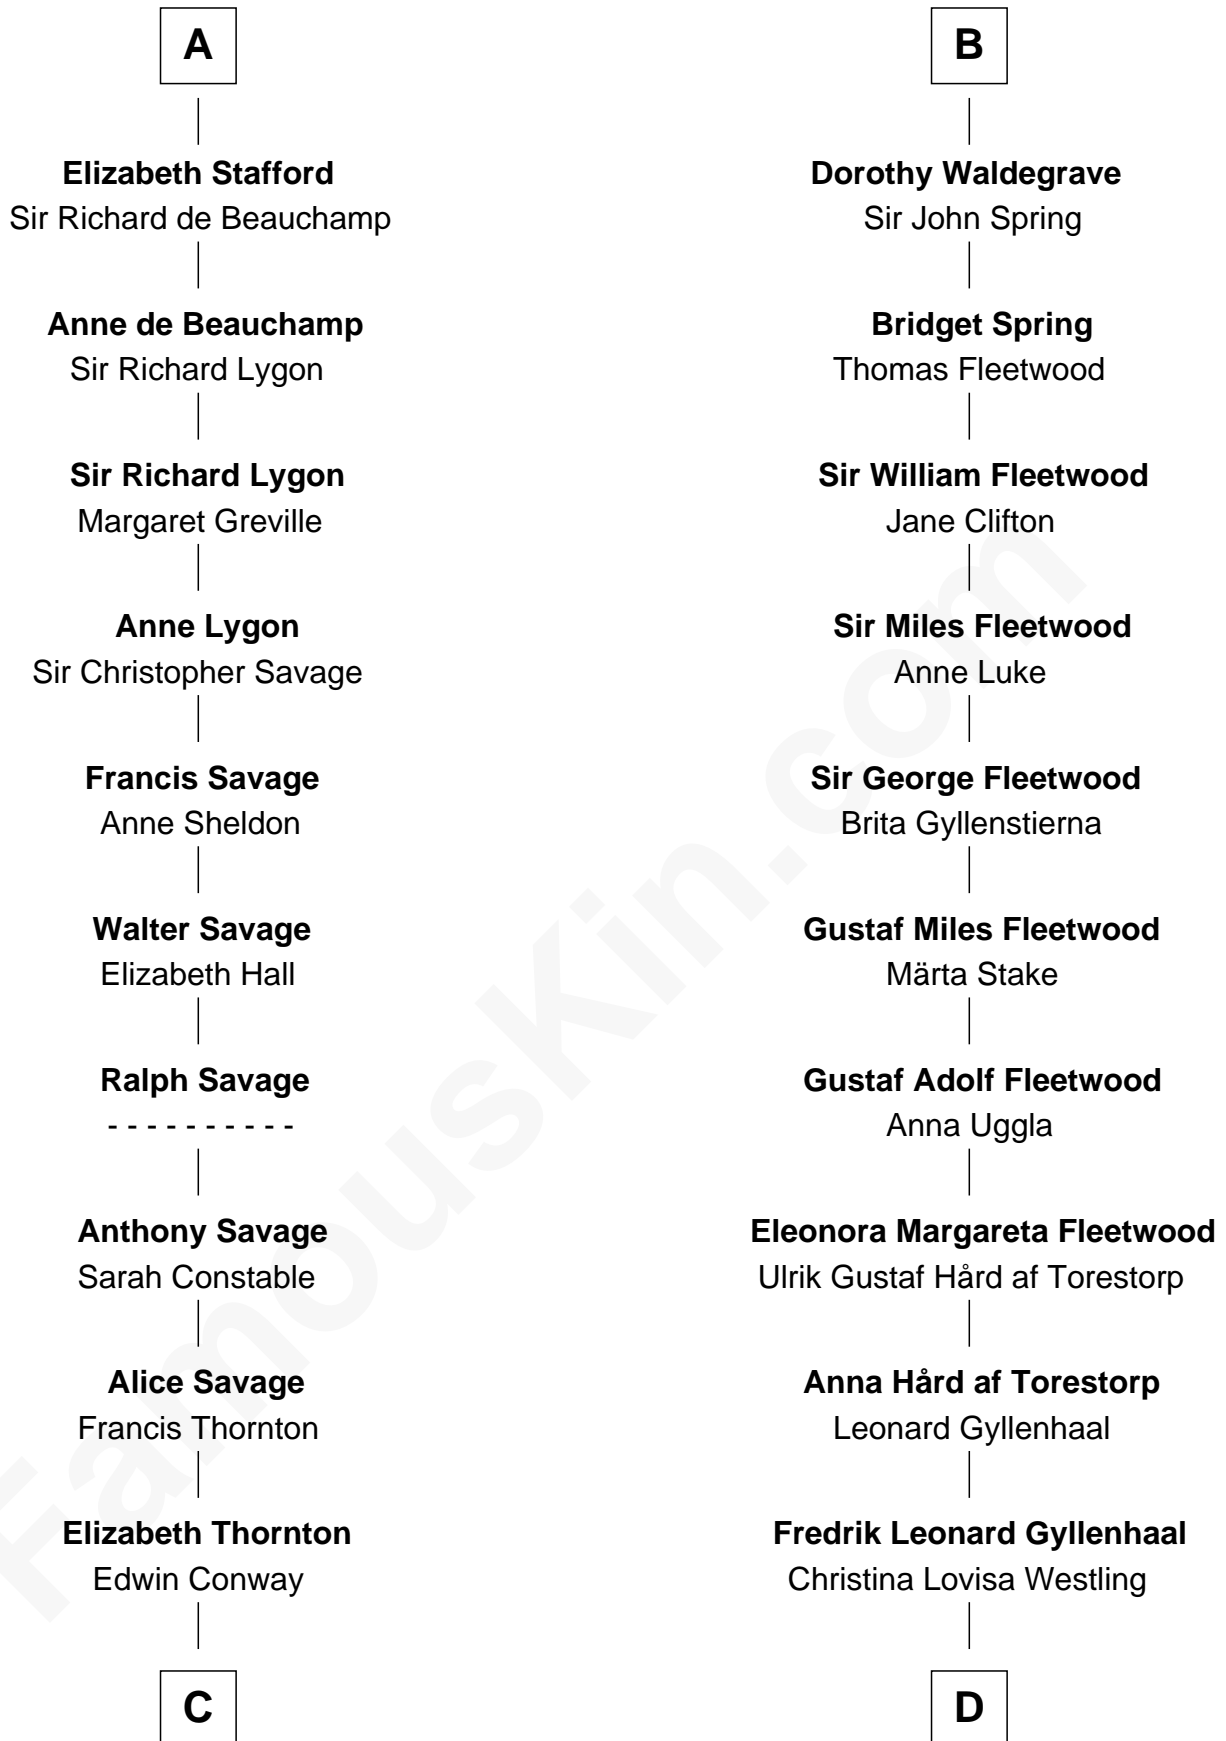 A
Elizabeth Stafford
Sir Richard de Beauchamp
Anne de Beauchamp
Sir Richard Lygon
Sir Richard Lygon
Margaret Greville
Anne Lygon
Sir Christopher Savage
Francis Savage
Anne Sheldon
Walter Savage
Elizabeth Hall
Ralph Savage
- - - - - - - - - -
Anthony Savage
Sarah Constable
Alice Savage
Francis Thornton
Elizabeth Thornton
Edwin Conway
C
B
Dorothy Waldegrave
Sir John Spring
Bridget Spring
Thomas Fleetwood
Sir William Fleetwood
Jane Clifton
Sir Miles Fleetwood
Anne Luke
Sir George Fleetwood
Brita Gyllenstierna
Gustaf Miles Fleetwood
Märta Stake
Gustaf Adolf Fleetwood
Anna Uggla
Eleonora Margareta Fleetwood
Ulrik Gustaf Hård af Torestorp
Anna Hård af Torestorp
Leonard Gyllenhaal
Fredrik Leonard Gyllenhaal
Christina Lovisa Westling
D
FamousKin.com